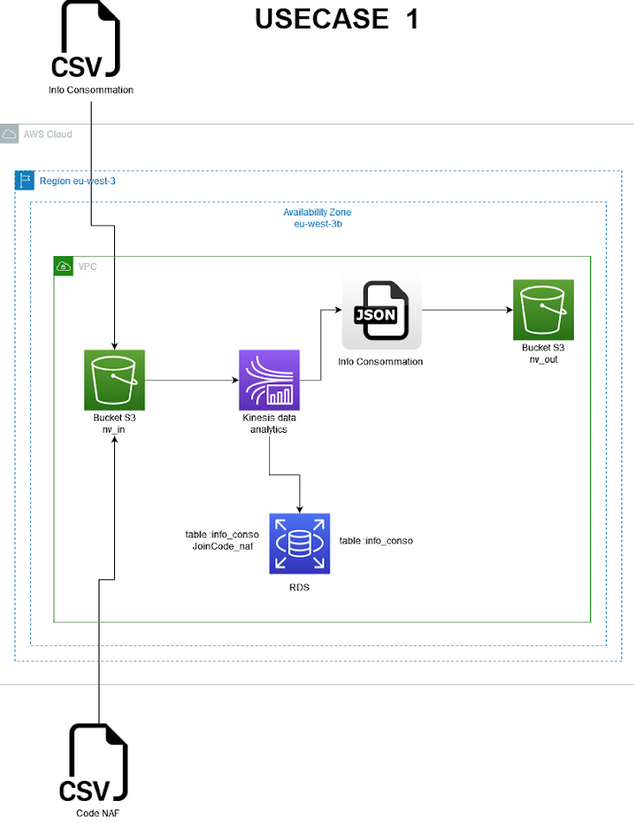 USECASE 1
CSV
Info Consommation
AWS Cloud
Region eu-west-3
Availability Zone
eu-west-3b
VPC
JSON
Info Consommation
Bucket S3
nv_out
Bucket S3
nv_in
Kinesis data
analytics
table :info_conso
JoinCode_naf
table :info_conso
RDS
CSV
Code NAF